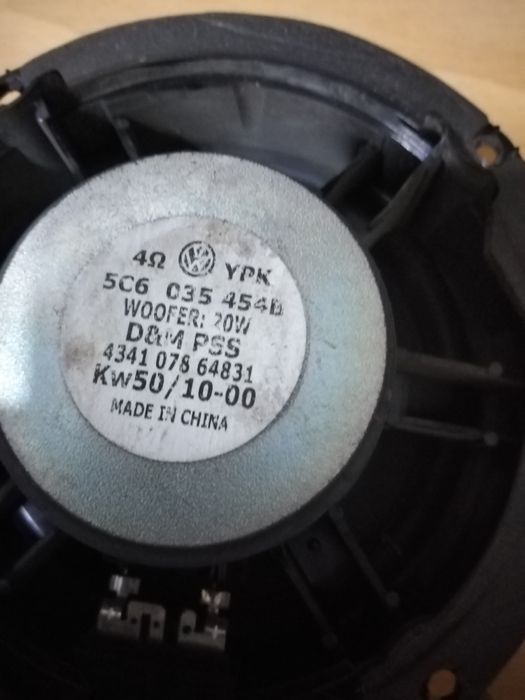 4Ω YPK
5C6 035 454B
WOOFER: 20W
D&M PSS
4341 078 64831
KW50/10-00
MADE IN CHINA